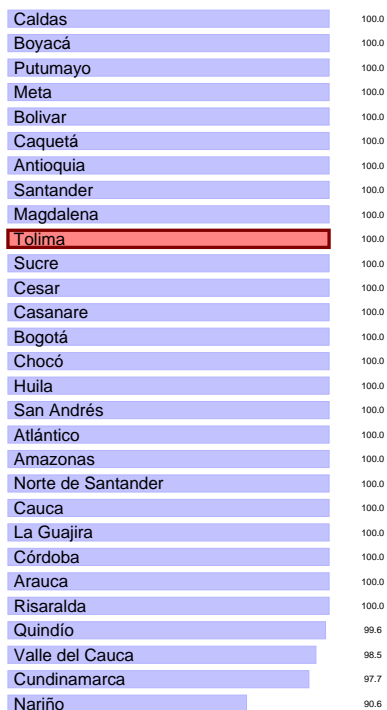 Caldas 100.0
Boyacá 100.0
Putumayo 100.0
Meta 100.0
Bolivar 100.0
Caquetá 100.0
Antioquia 100.0
Santander 100.0
Magdalena 100.0
Tolima 100.0
Sucre 100.0
Cesar 100.0
Casanare 100.0
Bogotá 100.0
Chocó 100.0
Huila 100.0
San Andrés 100.0
Atlántico 100.0
Amazonas 100.0
Norte de Santander 100.0
Cauca 100.0
La Guajira 100.0
Córdoba 100.0
Arauca 100.0
Risaralda 100.0
Quindío 99.6
Valle del Cauca 98.5
Cundinamarca 97.7
Nariño 90.6